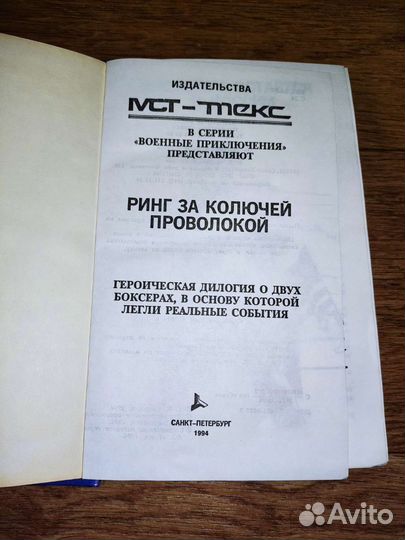 ИЗДАТЕЛЬСТВА
МСТ-ТЕКС
В СЕРИИ
«ВОЕННЫЕ ПРИКЛЮЧЕНИЯ»
ПРЕДСТАВЛЯЮТ
РИНГ ЗА КОЛЮЧЕЙ
ПРОВОЛОКОЙ
ГЕРОИЧЕСКАЯ ДИЛОГИЯ О ДВУХ
БОКСЕРАХ, В ОСНОВУ КОТОРОЙ
ЛЕГЛИ РЕАЛЬНЫЕ СОБЫТИЯ
САНКТ-ПЕТЕРБУРГ
1994
Avito